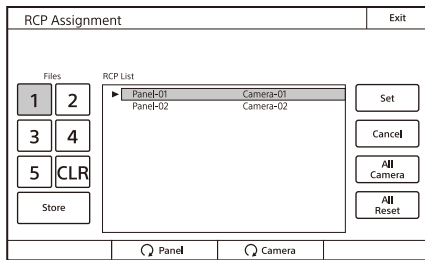 RCP Assignment
Exit
Files
RCP List
1
2
3
4
5
CLR
Store
Panel-01 Camera-01
Panel-02 Camera-02
Set
Cancel
All
Camera
All
Reset
Panel
Camera